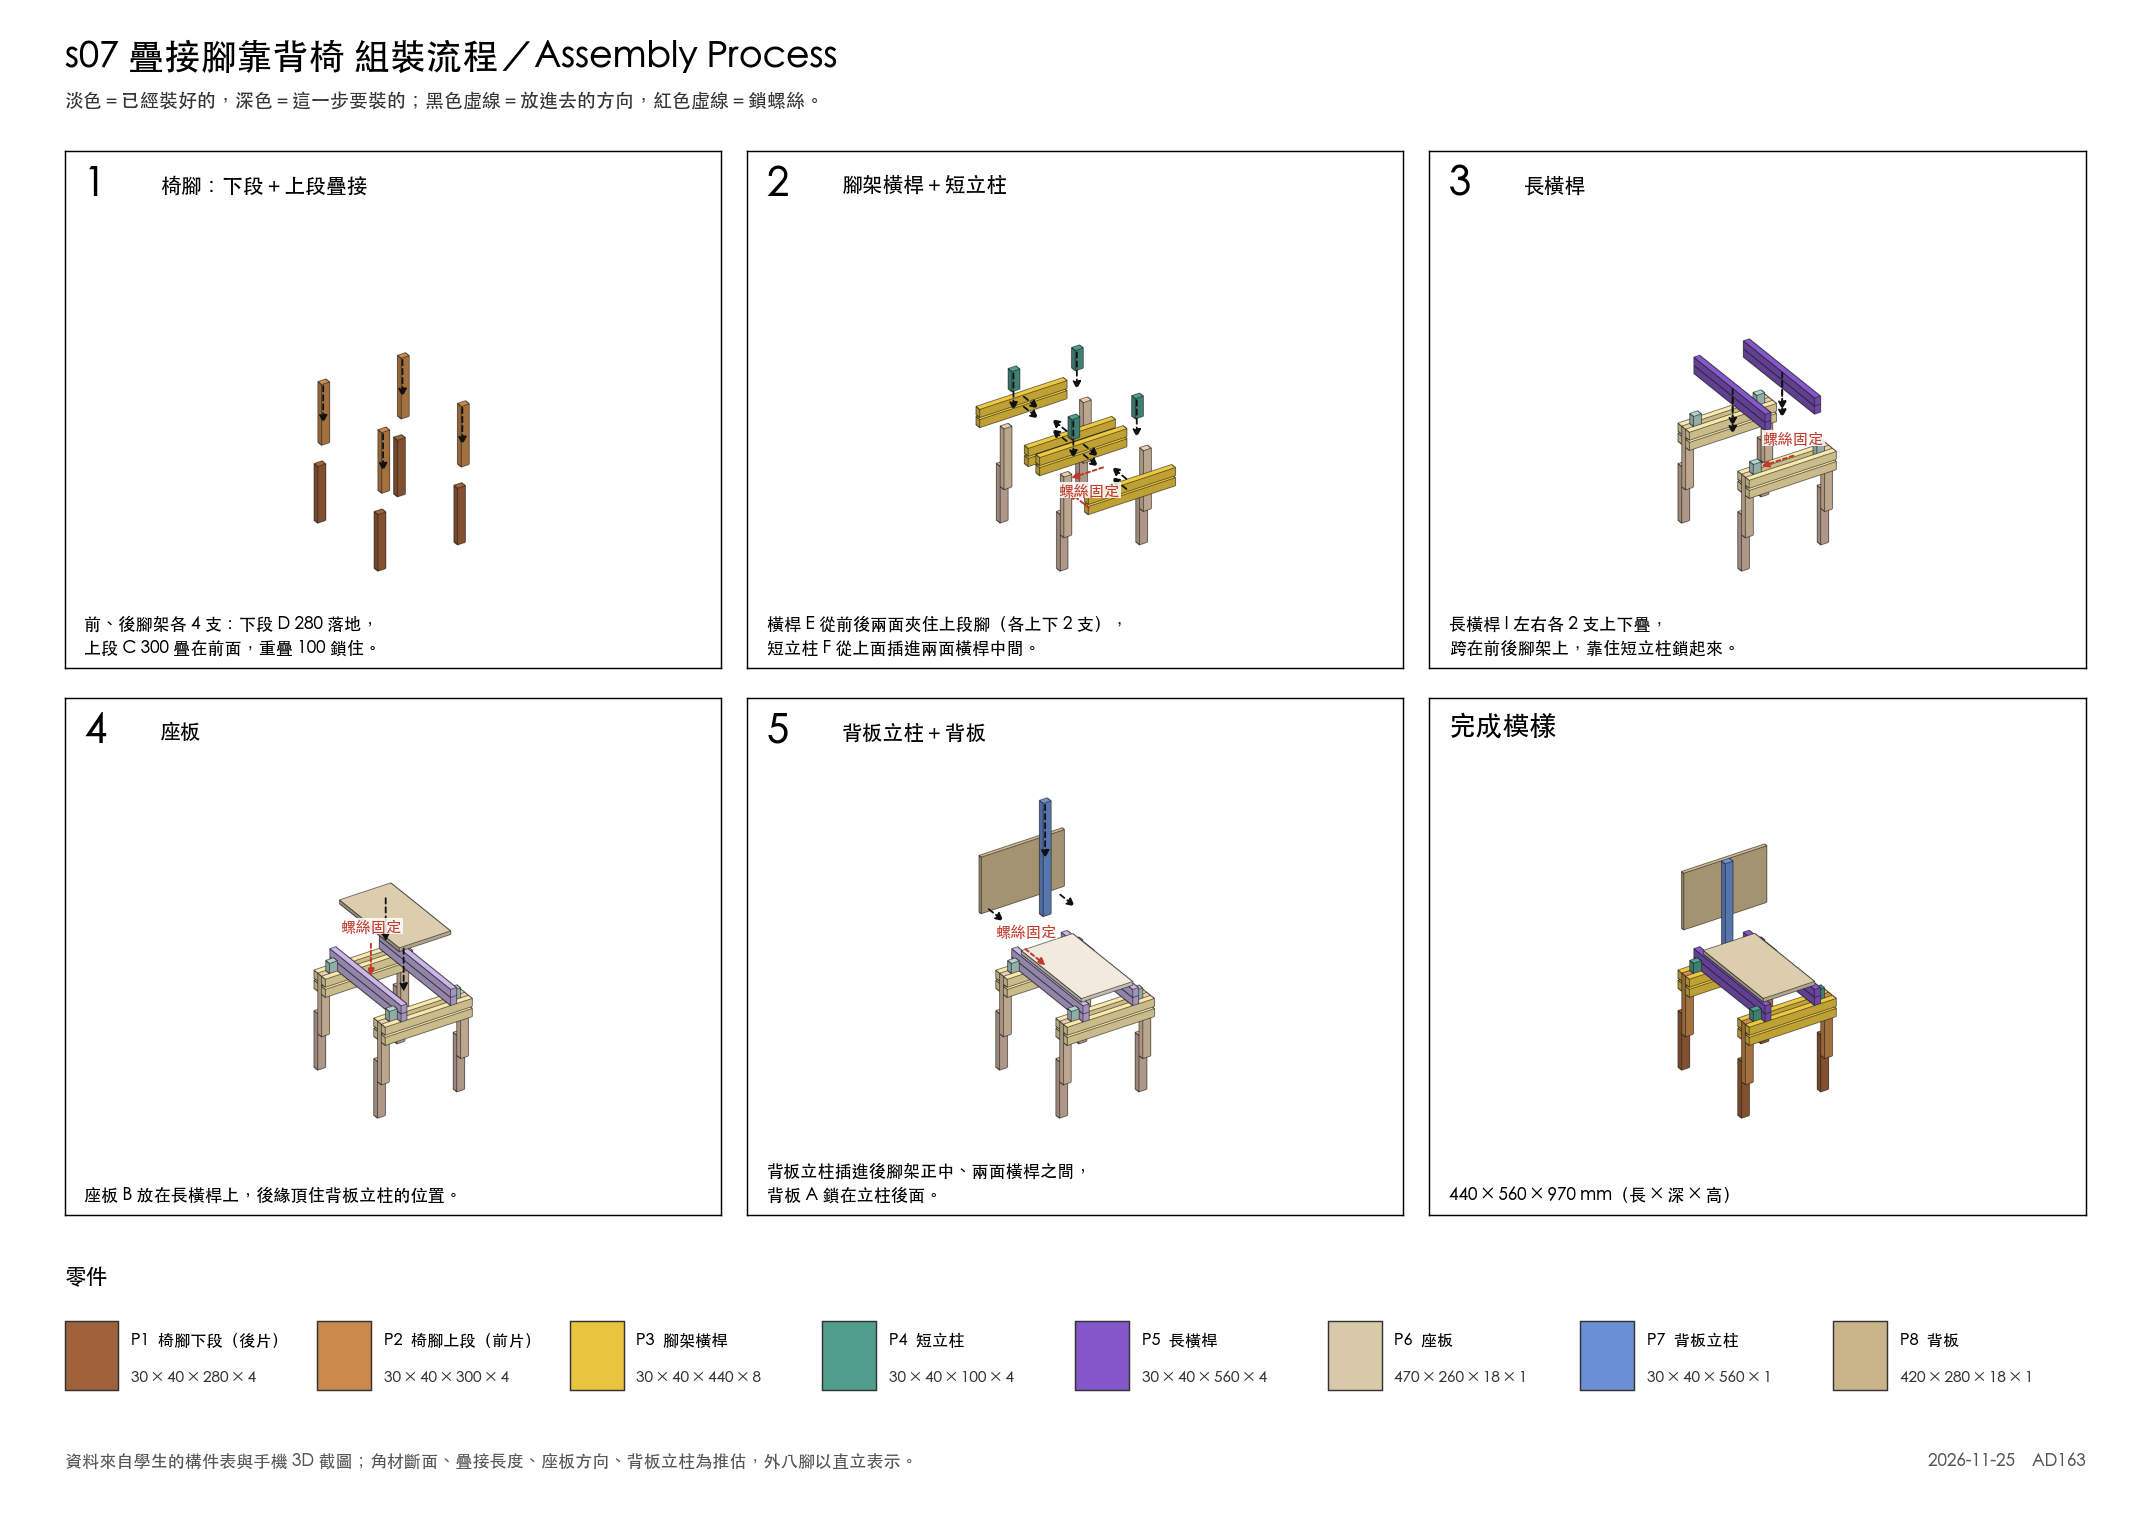 s07 疊接腳靠背椅 組裝流程／Assembly Process
淡色＝已經裝好的，深色＝這一步要裝的；黑色虛線＝放進去的方向，紅色虛線＝鎖螺絲。
1 椅腳：下段＋上段疊接
前、後腳架各 4 支：下段 D 280 落地，
上段 C 300 疊在前面，重疊 100 鎖住。
2 腳架橫桿＋短立柱
螺絲固定
橫桿 E 從前後兩面夾住上段腳（各上下 2 支），
短立柱 F 從上面插進兩面橫桿中間。
3 長橫桿
螺絲固定
長橫桿 I 左右各 2 支上下疊，
跨在前後腳架上，靠住短立柱鎖起來。
4 座板
螺絲固定
座板 B 放在長橫桿上，後緣頂住背板立柱的位置。
5 背板立柱＋背板
螺絲固定
背板立柱插進後腳架正中、兩面橫桿之間，
背板 A 鎖在立柱後面。
完成模樣
440 × 560 × 970 mm（長 × 深 × 高）
零件
P1 椅腳下段（後片）
30 × 40 × 280 × 4
P2 椅腳上段（前片）
30 × 40 × 300 × 4
P3 腳架橫桿
30 × 40 × 440 × 8
P4 短立柱
30 × 40 × 100 × 4
P5 長橫桿
30 × 40 × 560 × 4
P6 座板
470 × 260 × 18 × 1
P7 背板立柱
30 × 40 × 560 × 1
P8 背板
420 × 280 × 18 × 1
資料來自學生的構件表與手機 3D 截圖；角材斷面、疊接長度、座板方向、背板立柱為推估，外八腳以直立表示。
2026-11-25 AD163